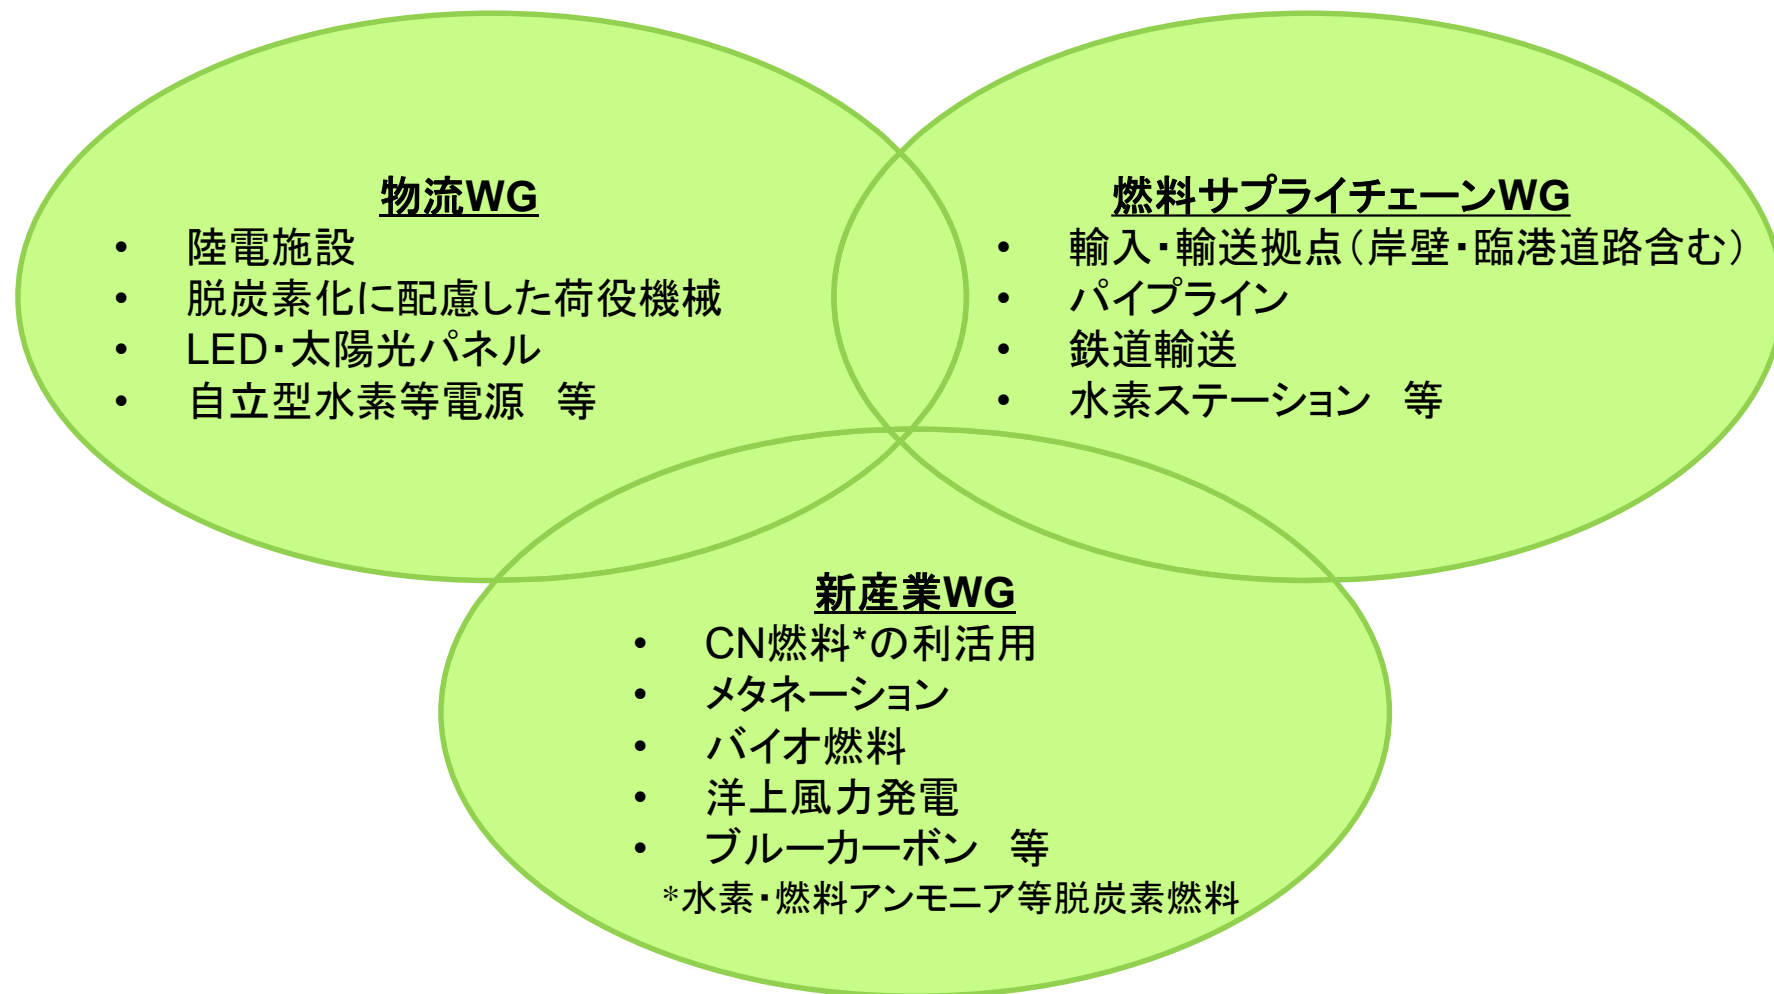 物流WG
• 陸電施設
• 脱炭素化に配慮した荷役機械
• LED・太陽光パネル
• 自立型水素等電源　等
燃料サプライチェーンWG
• 輸入・輸送拠点（岸壁・臨港道路含む）
• パイプライン
• 鉄道輸送
• 水素ステーション　等
新産業WG
• CN燃料*の利活用
• メタネーション
• バイオ燃料
• 洋上風力発電
• ブルーカーボン　等
*水素・燃料アンモニア等脱炭素燃料